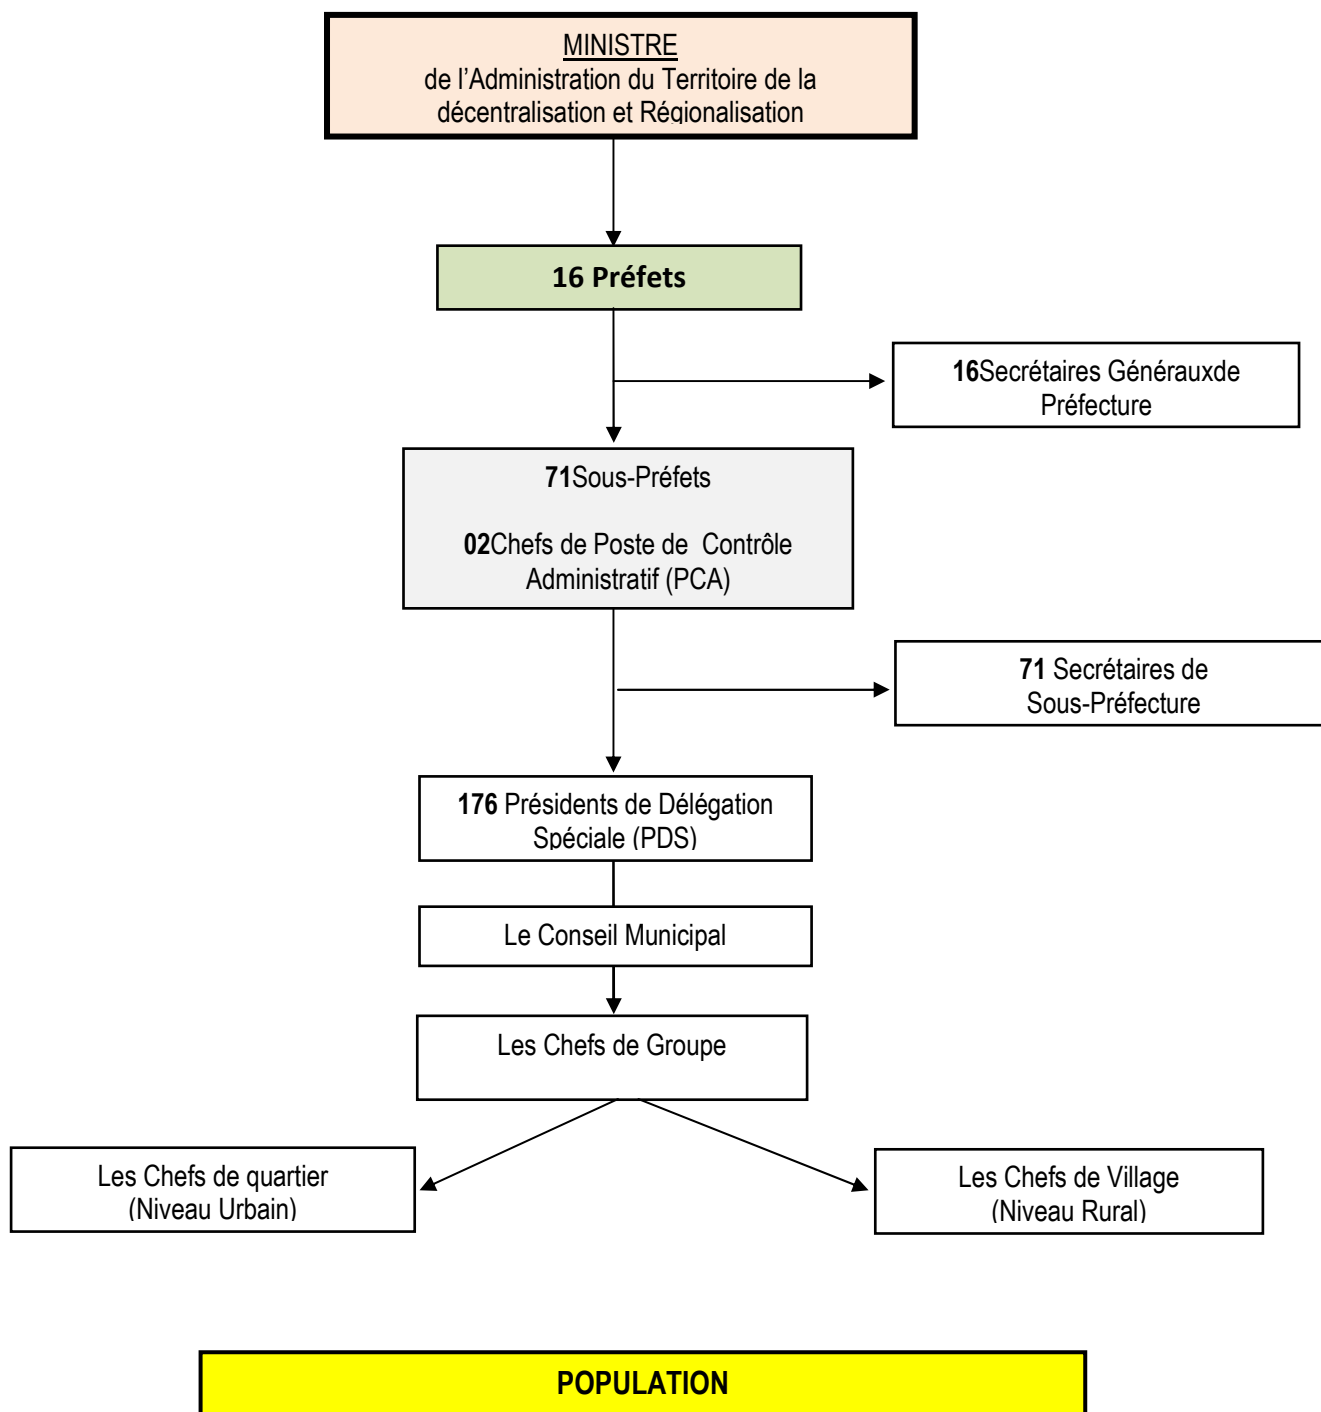 MINISTRE
de l'Administration du Territoire de la
décentralisation et Régionalisation
16 Préfets
16Secrétaires Générauxde
Préfecture
71Sous-Préfets
02Chefs de Poste de Contrôle
Administratif (PCA)
71 Secrétaires de
Sous-Préfecture
176 Présidents de Délégation
Spéciale (PDS)
Le Conseil Municipal
Les Chefs de Groupe
Les Chefs de quartier
(Niveau Urbain)
Les Chefs de Village
(Niveau Rural)
POPULATION